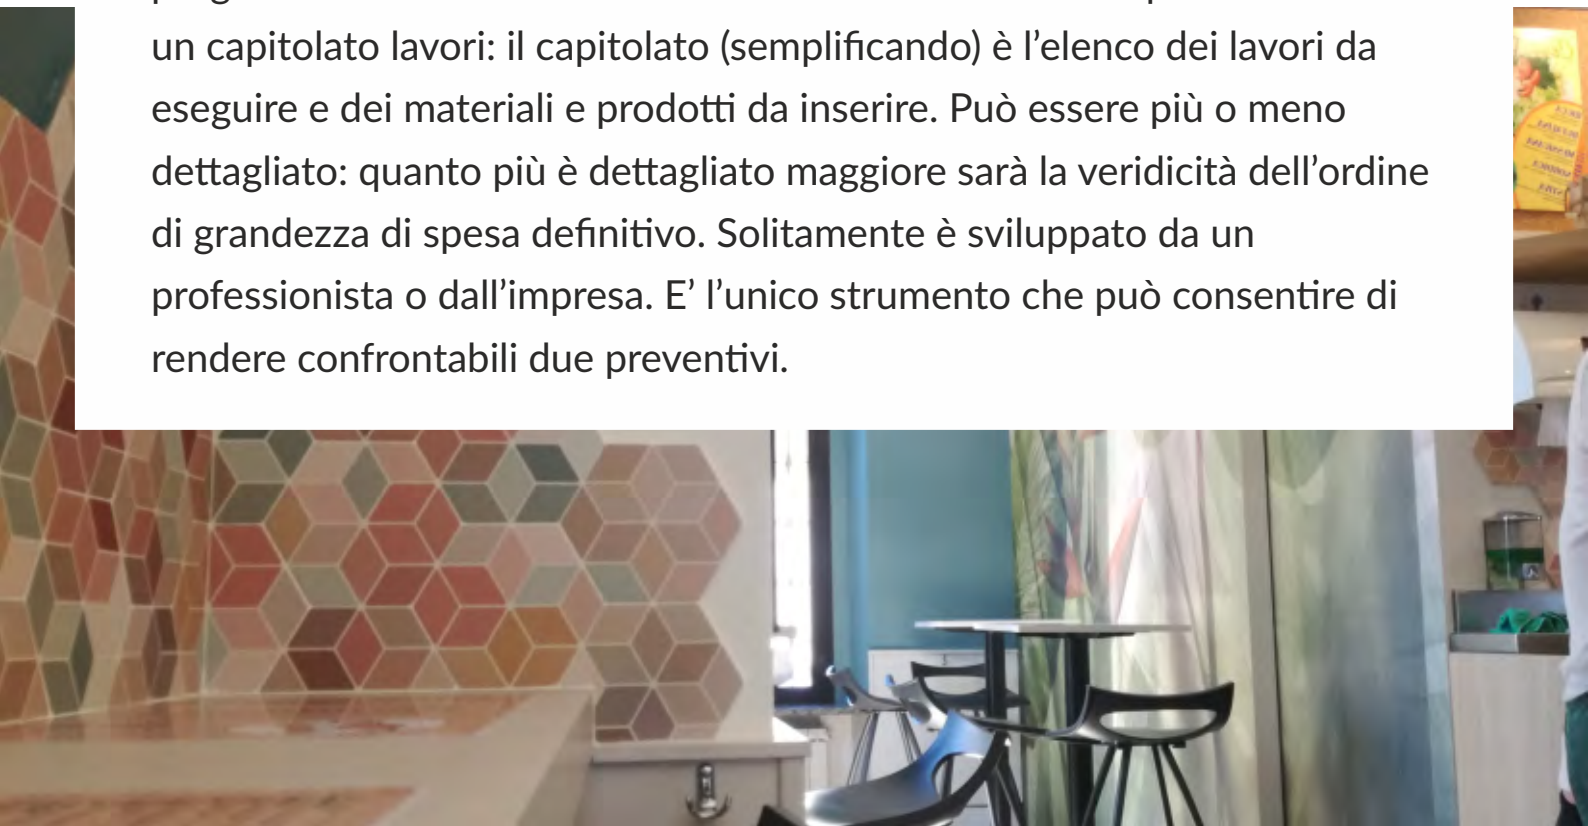 un capitolato lavori: il capitolato (semplificando) è l’elenco dei lavori da
eseguire e dei materiali e prodotti da inserire. Può essere più o meno
dettagliato: quanto più è dettagliato maggiore sarà la veridicità dell’ordine
di grandezza di spesa definitivo. Solitamente è sviluppato da un
professionista o dall’impresa. E’ l’unico strumento che può consentire di
rendere confrontabili due preventivi.